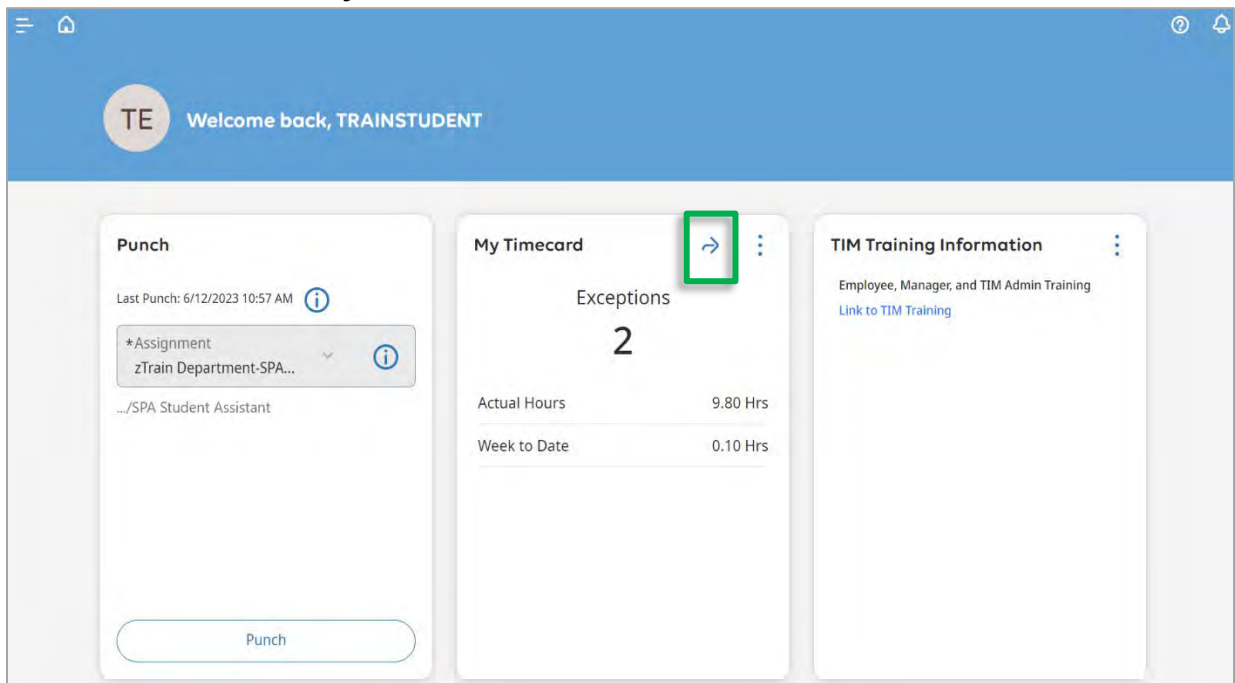 TE
Welcome back, TRAINSTUDENT
Punch
Last Punch: 6/12/2023 10:57 AM
*Assignment
zTrain Department-SPA...
.../SPA Student Assistant
Punch
My Timecard
Exceptions
2
Actual Hours 9.80 Hrs
Week to Date 0.10 Hrs
TIM Training Information
Employee, Manager, and TIM Admin Training
Link to TIM Training